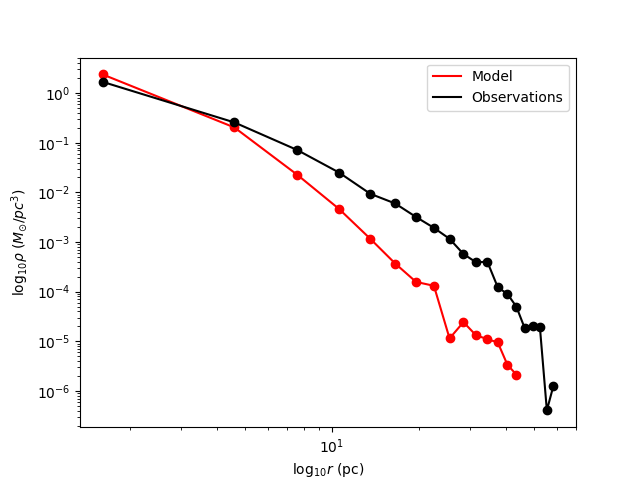 Model
Observations
10⁰
10⁻¹
10⁻²
10⁻³
10⁻⁴
10⁻⁵
10⁻⁶
log₁₀ρ (M☉/pc³)
10¹
log₁₀r (pc)